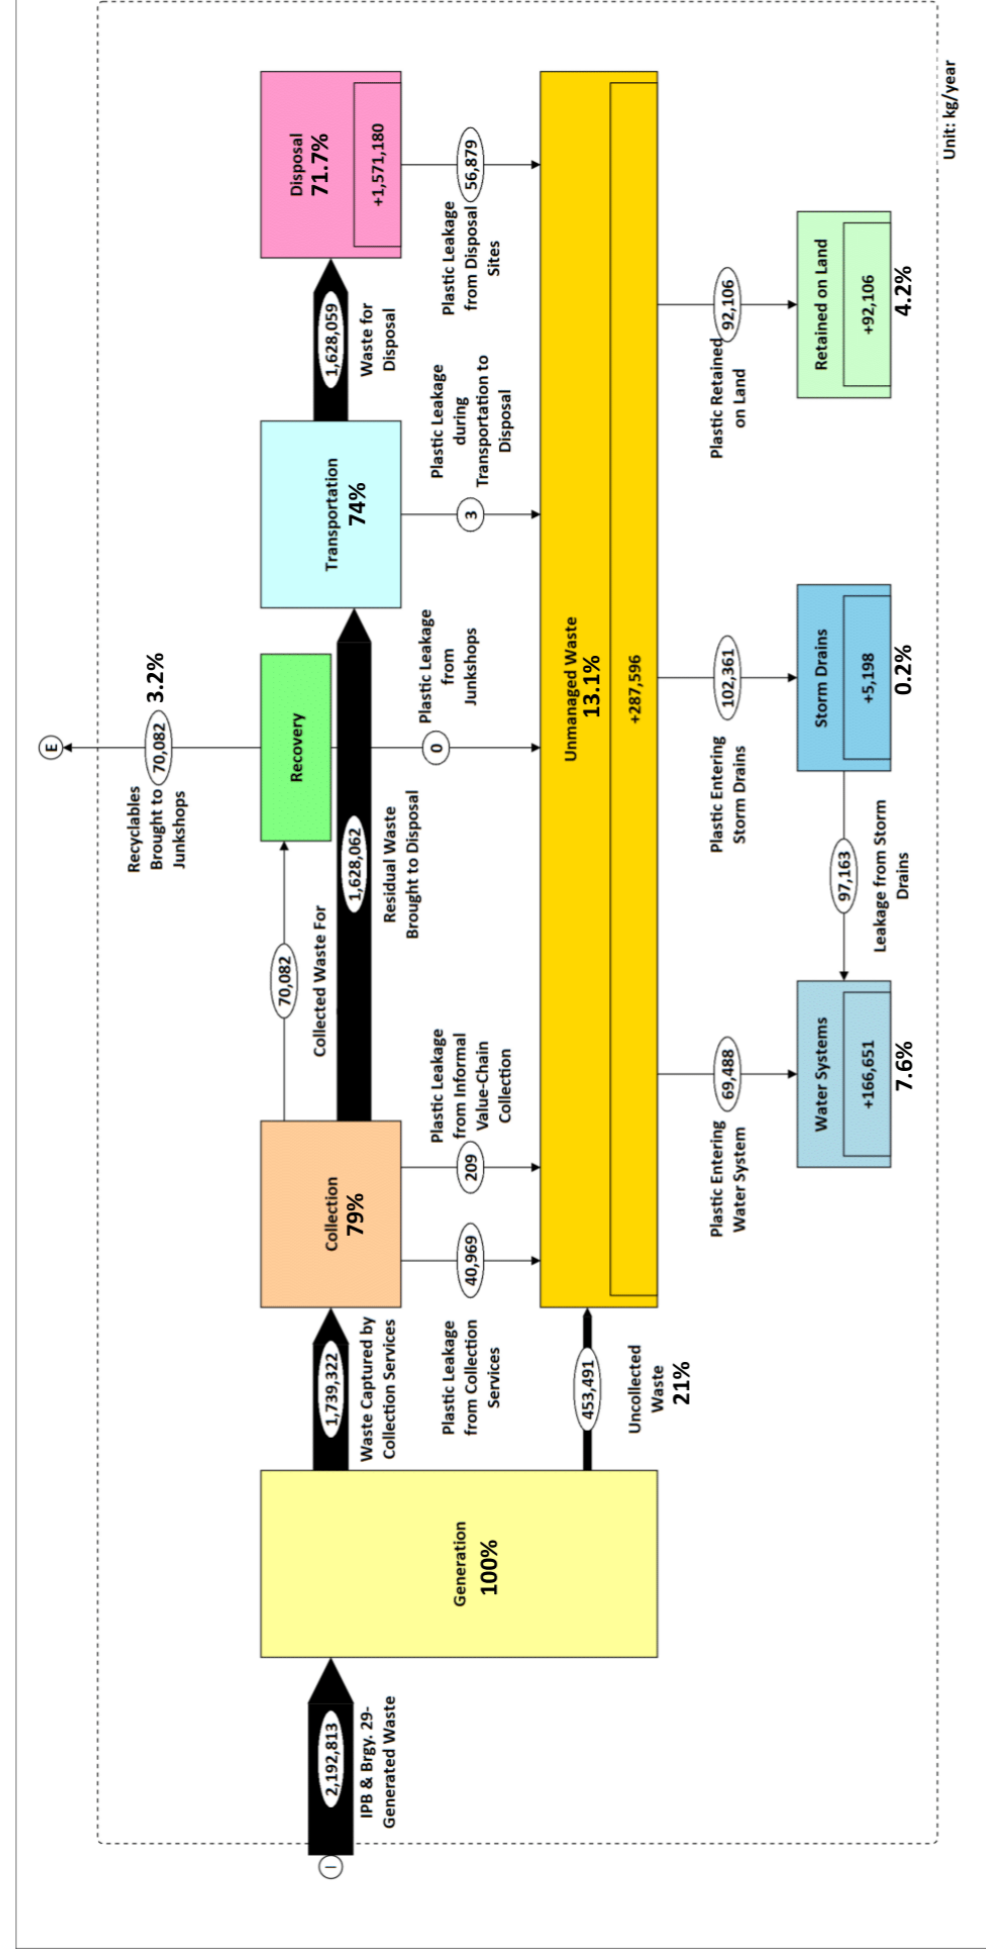 E
Recyclables
Brought to
Junkshops
70,082
3.2%
I
2,192,813
IPB & Brgy. 29-
Generated Waste
Generation
100%
1,739,322
Waste Captured by
Collection Services
Collection
79%
70,082
Collected Waste For
Recovery
1,628,062
Residual Waste
Brought to Disposal
Transportation
74%
1,628,059
Waste for
Disposal
Disposal
71.7%
+1,571,180
Plastic Leakage
from Collection
Services
40,969
209
Plastic Leakage
from Informal
Value-Chain
Collection
0
Plastic Leakage
from
Junkshops
3
Plastic Leakage
during
Transportation to
Disposal
Plastic Leakage
from Disposal
Sites
56,879
453,491
Uncollected
Waste
21%
Unmanaged Waste
13.1%
+287,596
Plastic Entering
Water System
69,488
Plastic Entering
Storm Drains
102,361
Plastic Retained
on Land
92,106
Water Systems
+166,651
7.6%
97,163
Leakage from Storm
Drains
Storm Drains
+5,198
0.2%
Retained on Land
+92,106
4.2%
Unit: kg/year